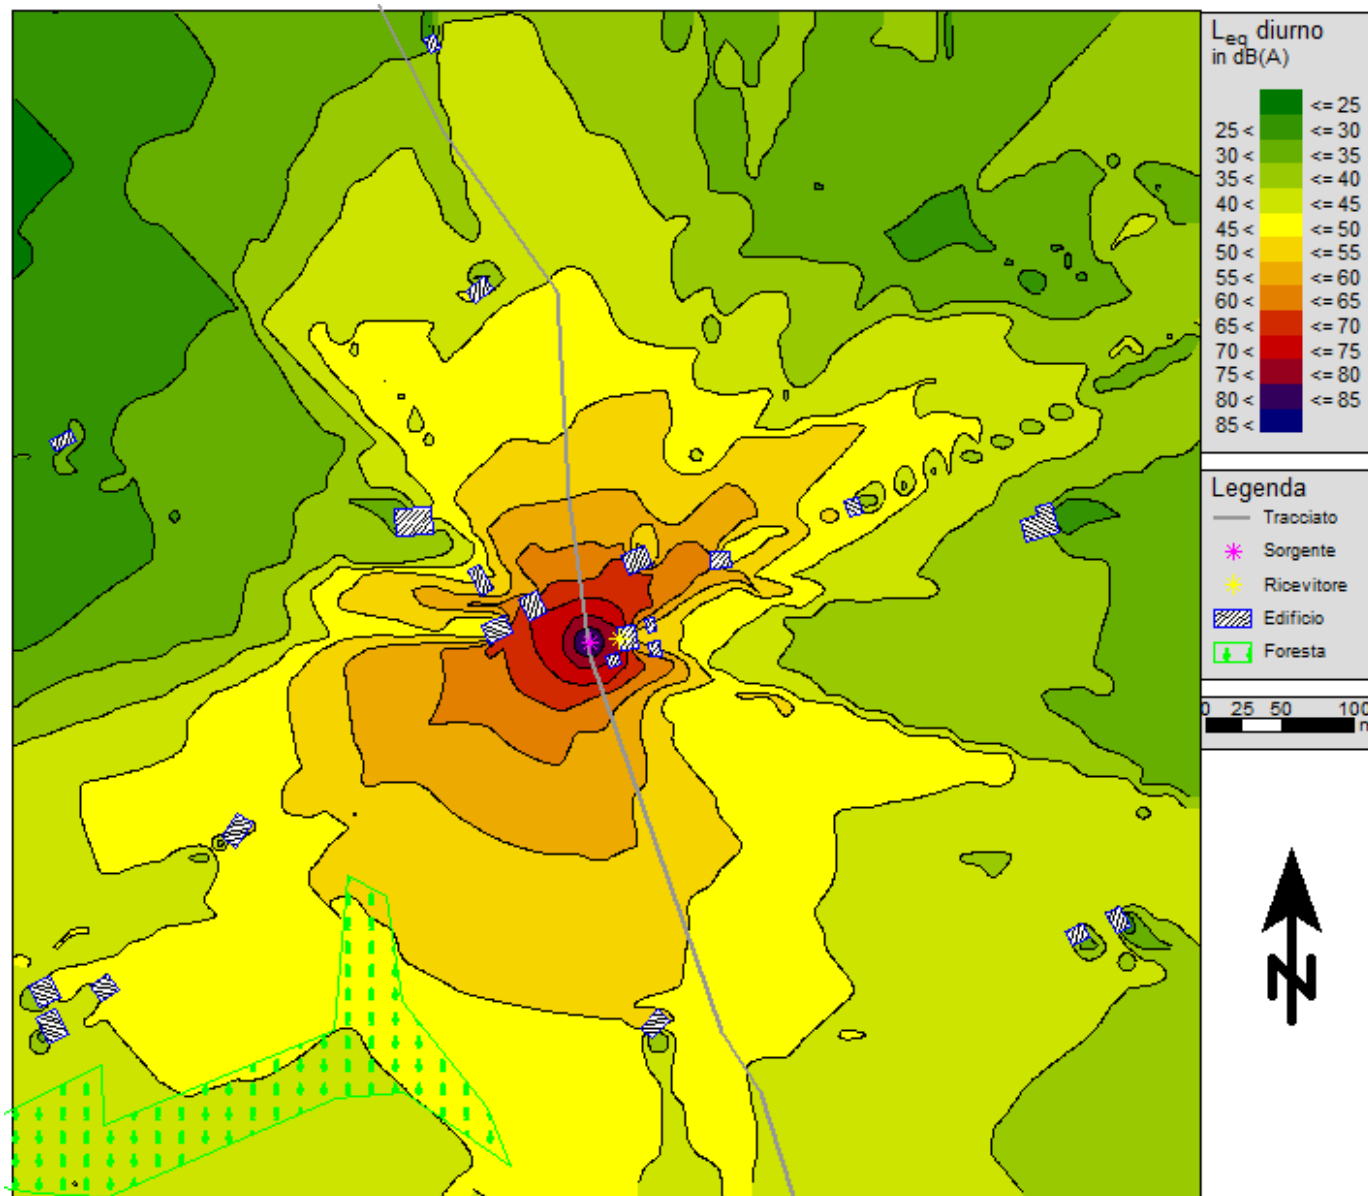 Leq diurno
in dB(A)
<= 25
25 < <= 30
30 < <= 35
35 < <= 40
40 < <= 45
45 < <= 50
50 < <= 55
55 < <= 60
60 < <= 65
65 < <= 70
70 < <= 75
75 < <= 80
80 < <= 85
85 <
Legenda
Tracciato
Sorgente
Ricevitore
Edificio
Foresta
0 25 50 100
N